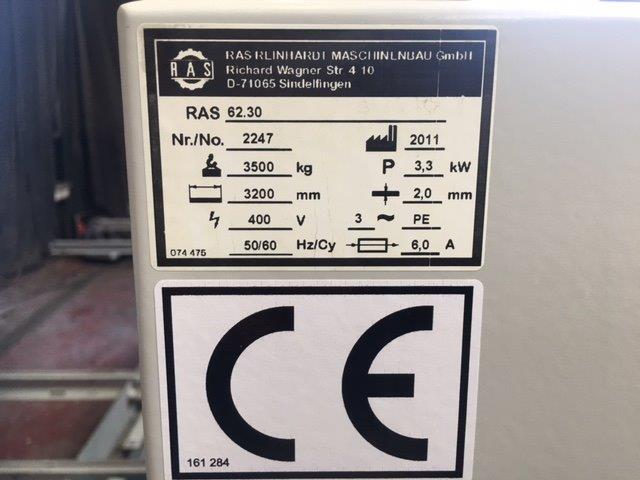 RAS
RAS REINHARDT MASCHINENBAU GmbH
Richard Wagner Str 4 10
D-71065 Sindelfingen
RAS 62.30
Nr./No. 2247 2011
3500 kg P 3,3 kW
3200 mm 2,0 mm
400 V 3 ~ PE
50/60 Hz/Cy 6,0 A
074 475
CE
161 284